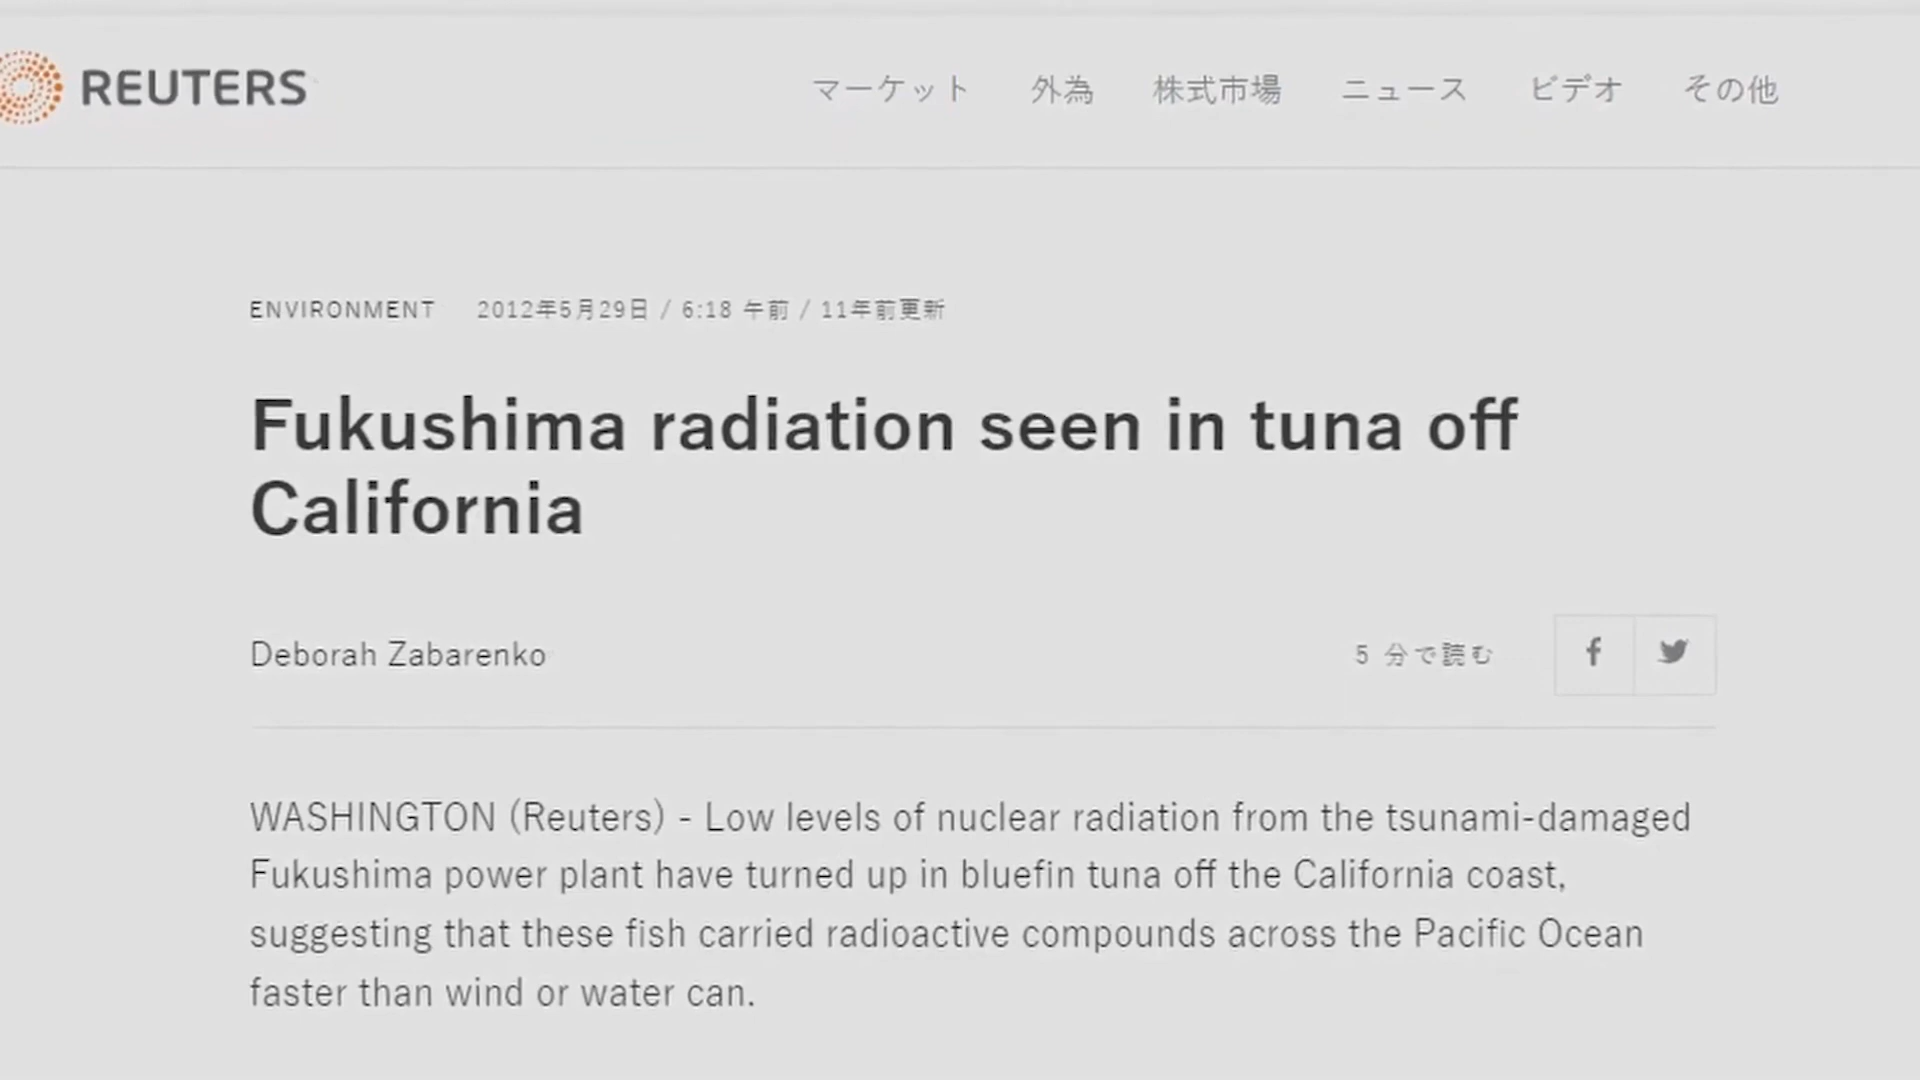 REUTERS
マーケット 外為 株式市場 ニュース ビデオ その他
ENVIRONMENT 2012年5月29日 / 6:18 午前 / 11年前更新
Fukushima radiation seen in tuna off
California
Deborah Zabarenko
5 分で読む
WASHINGTON (Reuters) - Low levels of nuclear radiation from the tsunami-damaged
Fukushima power plant have turned up in bluefin tuna off the California coast,
suggesting that these fish carried radioactive compounds across the Pacific Ocean
faster than wind or water can.